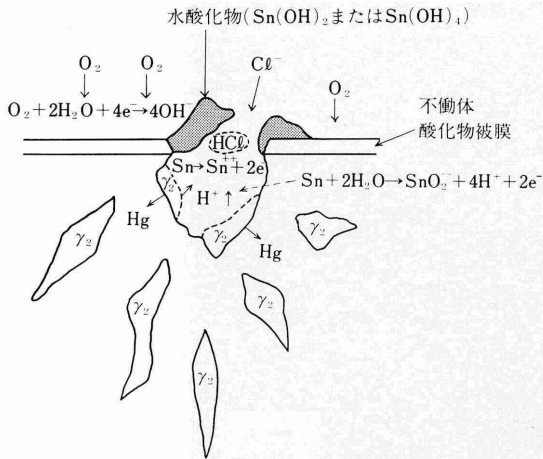 水酸化物(Sn(OH)₂またはSn(OH)₄)
O₂
O₂
Cℓ⁻
O₂
O₂+2H₂O+4e⁻→4OH⁻
不働体
酸化物被膜
HCl
Sn→Sn⁺⁺+2e⁻
γ₂
H⁺↑
Sn+2H₂O→SnO₂⁻+4H⁺+2e⁻
Hg
γ₂
Hg
γ₂
γ₂
γ₂
γ₂
γ₂